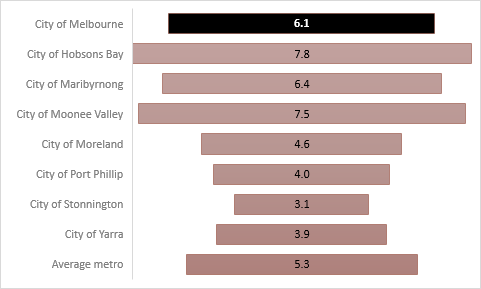 City of Melbourne 6.1
City of Hobsons Bay 7.8
City of Maribyrnong 6.4
City of Moonee Valley 7.5
City of Moreland 4.6
City of Port Phillip 4.0
City of Stonnington 3.1
City of Yarra 3.9
Average metro 5.3